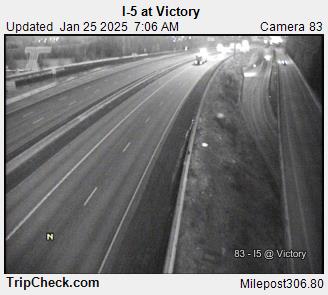 I-5 at Victory
Updated Jan 25 2025 7:06 AM Camera 83
N
83 - I5 @ Victory
TripCheck.com Milepost306.80